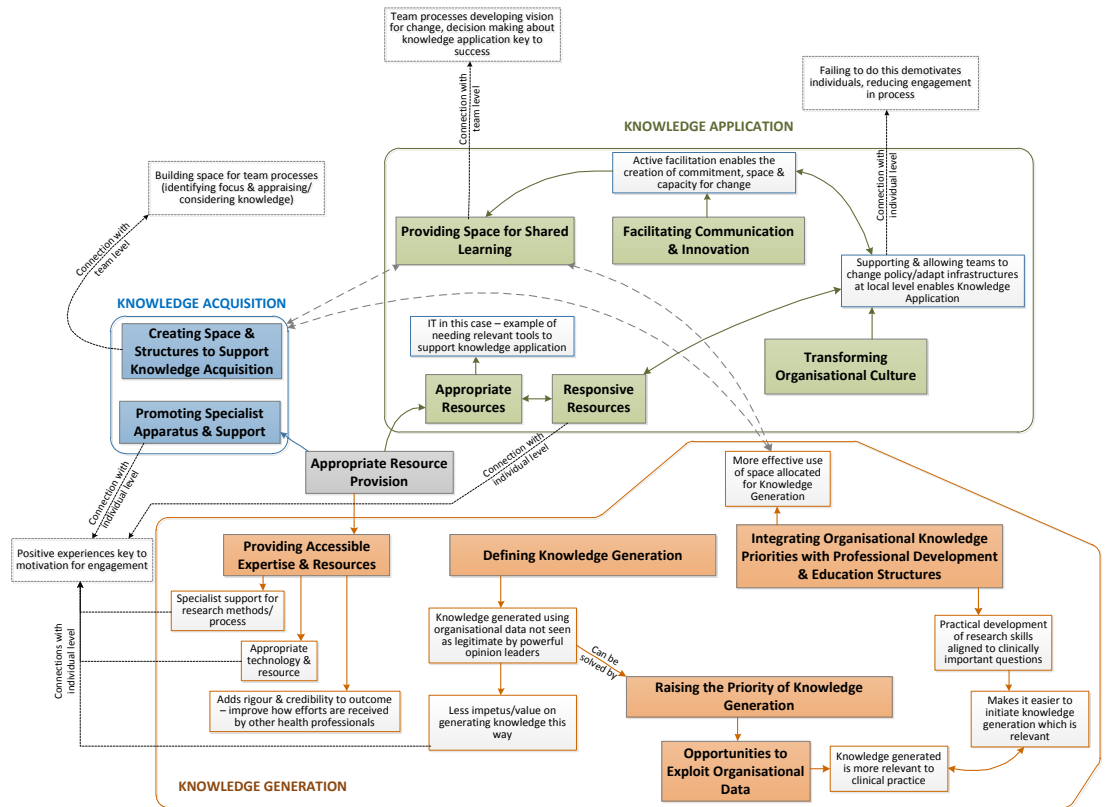 Team processes developing vision
for change, decision making about
knowledge application key to
success
Failing to do this demotivates
individuals, reducing engagement
in process
Connection with
team level
Connection with
individual level
KNOWLEDGE APPLICATION
Building space for team processes
(identifying focus & appraising/
considering knowledge)
Active facilitation enables the
creation of commitment, space &
capacity for change
Connection with
team level
Providing Space for Shared
Learning
Facilitating Communication
& Innovation
Supporting & allowing teams to
change policy/adapt infrastructures
at local level enables Knowledge
Application
KNOWLEDGE ACQUISITION
Creating Space &
Structures to Support
Knowledge Acquisition
IT in this case – example of
needing relevant tools to
support knowledge application
Transforming
Organisational Culture
Appropriate
Resources
Responsive
Resources
Promoting Specialist
Apparatus & Support
Appropriate Resource
Provision
Connection with
individual level
Connection with
individual level
More effective use
of space allocated
for Knowledge
Generation
Positive experiences key to
motivation for engagement
Providing Accessible
Expertise & Resources
Defining Knowledge Generation
Integrating Organisational Knowledge
Priorities with Professional Development
& Education Structures
Specialist support for
research methods/
process
Knowledge generated using
organisational data not seen
as legitimate by powerful
opinion leaders
Practical development
of research skills
aligned to clinically
important questions
Connections with
individual level
Appropriate
technology &
resource
Can be
solved by
Raising the Priority of Knowledge
Generation
Adds rigour & credibility to outcome
– improve how efforts are received
by other health professionals
Less impetus/value on
generating knowledge this
way
Makes it easier to
initiate knowledge
generation which is
relevant
Opportunities to
Exploit Organisational
Data
Knowledge generated
is more relevant to
clinical practice
KNOWLEDGE GENERATION